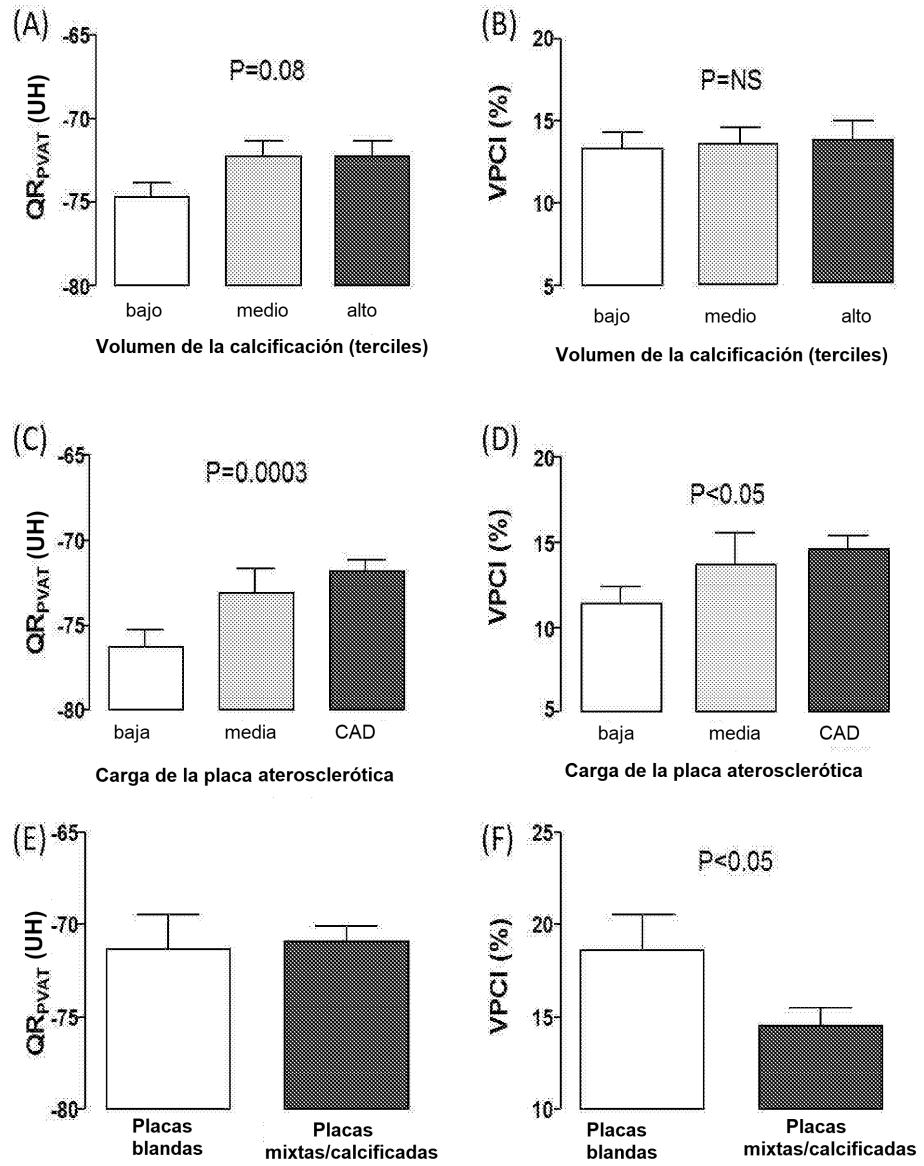 (A)
-65
-70
-75
-80
QR_PVAT (UH)
P=0.08
bajo medio alto
Volumen de la calcificación (terciles)
(B)
20
15
10
5
VPCI (%)
P=NS
bajo medio alto
Volumen de la calcificación (terciles)
(C)
-65
-70
-75
-80
QR_PVAT (UH)
P=0.0003
baja media CAD
Carga de la placa aterosclerótica
(D)
20
15
10
5
VPCI (%)
P<0.05
baja media CAD
Carga de la placa aterosclerótica
(E)
-65
-70
-75
-80
QR_PVAT (UH)
Placas Placas
blandas mixtas/calcificadas
(F)
25
20
15
10
VPCI (%)
P<0.05
Placas Placas
blandas mixtas/calcificadas